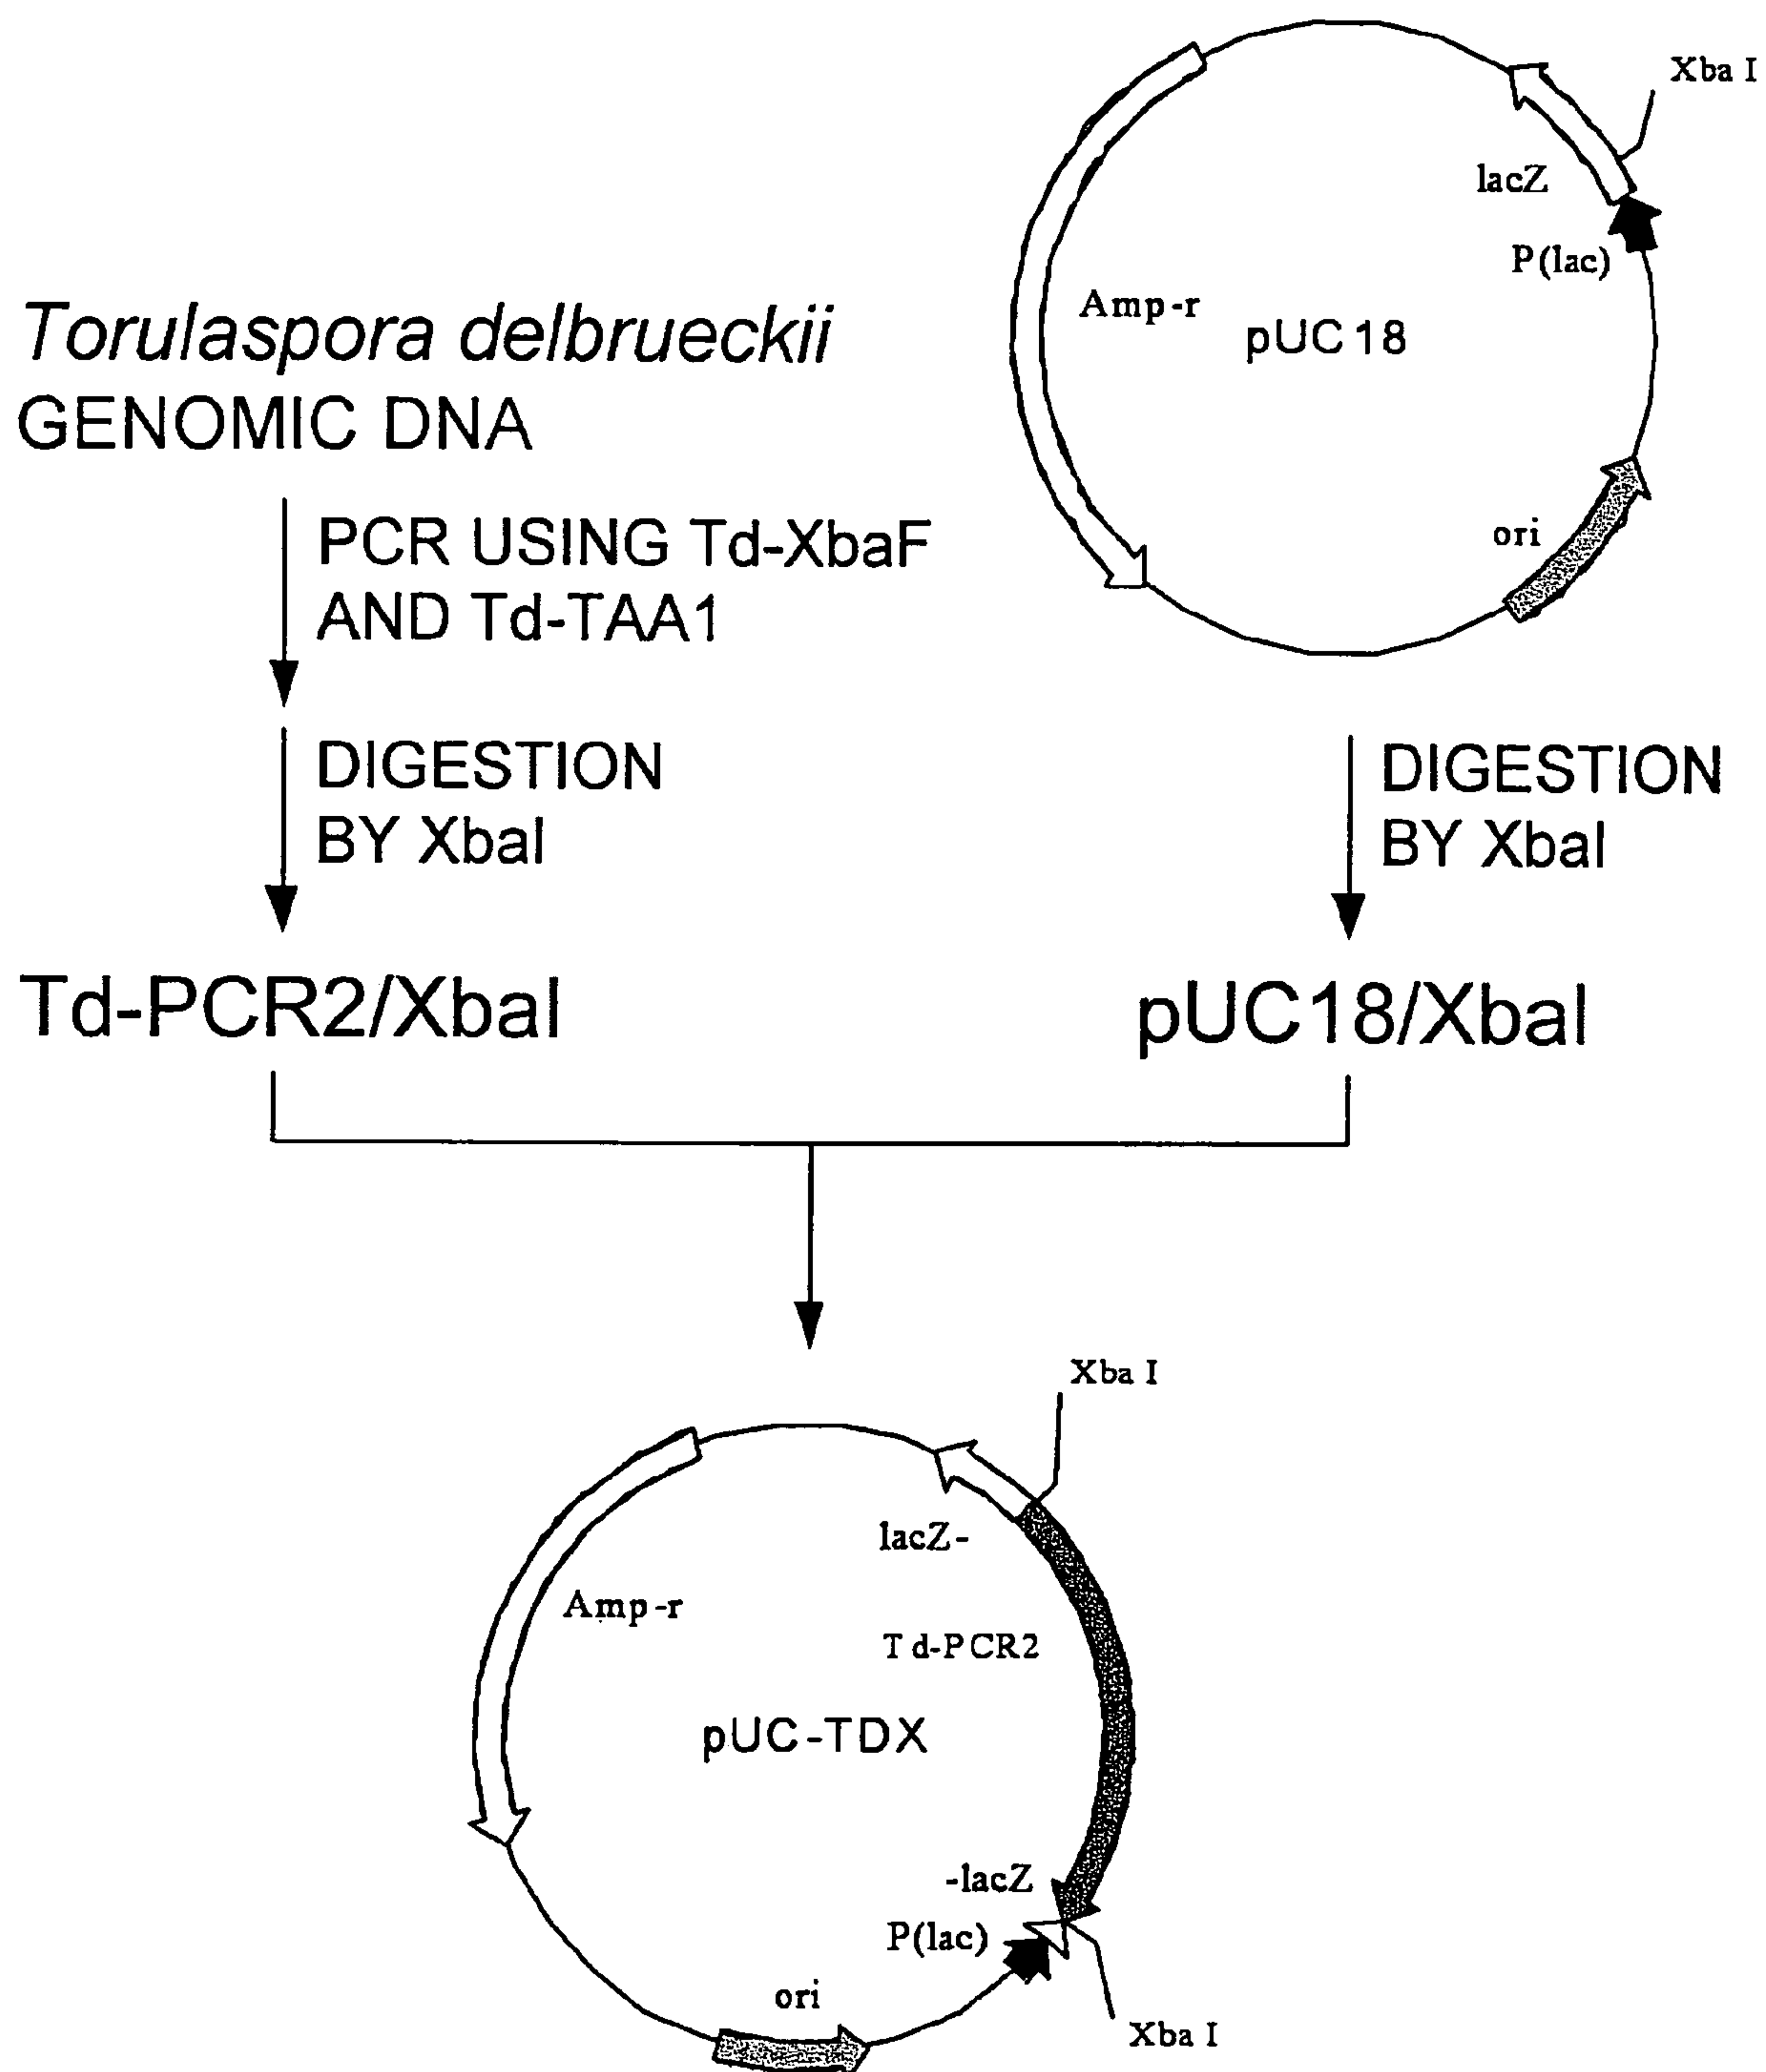 Xba I
lacZ
P(lac)
Amp-r
pUC18
ori
Torulaspora delbrueckii
GENOMIC DNA
PCR USING Td-XbaF
AND Td-TAA1
DIGESTION
BY XbaI
DIGESTION
BY XbaI
Td-PCR2/XbaI
pUC18/XbaI
Xba I
lacZ-
Amp-r
Td-PCR2
pUC-TDX
-lacZ
P(lac)
ori
Xba I